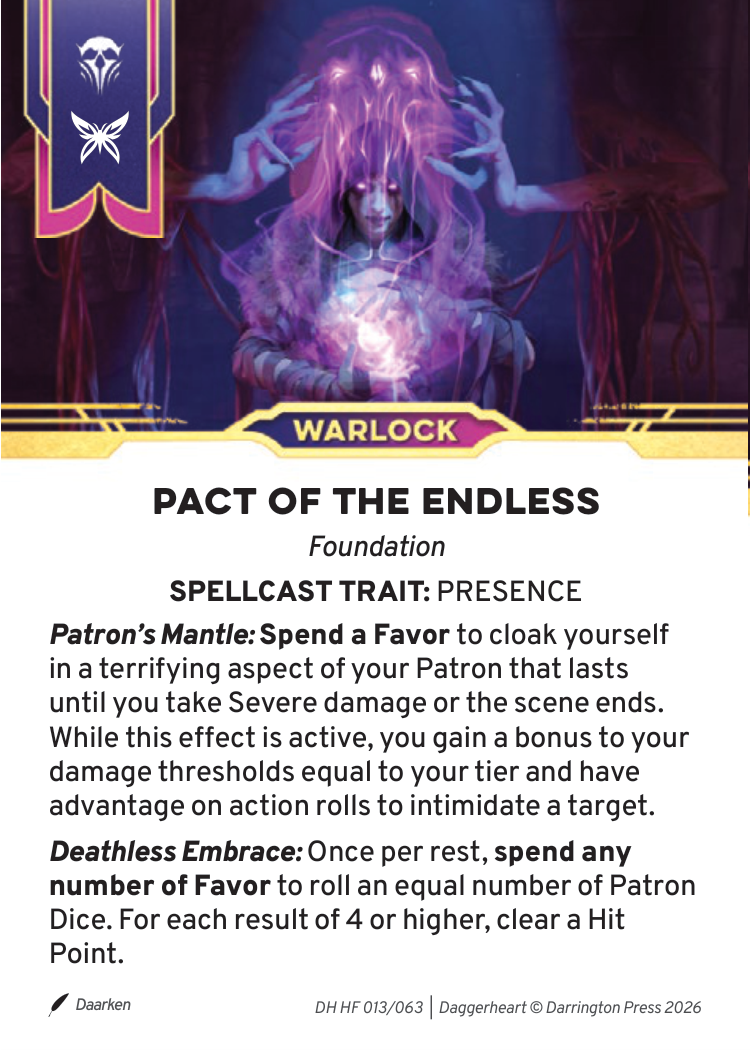 WARLOCK
PACT OF THE ENDLESS
Foundation
SPELLCAST TRAIT: PRESENCE
Patron’s Mantle: Spend a Favor to cloak yourself
in a terrifying aspect of your Patron that lasts
until you take Severe damage or the scene ends.
While this effect is active, you gain a bonus to your
damage thresholds equal to your tier and have
advantage on action rolls to intimidate a target.
Deathless Embrace: Once per rest, spend any
number of Favor to roll an equal number of Patron
Dice. For each result of 4 or higher, clear a Hit
Point.
Daarken
DH HF 013/063 | Daggerheart © Darrington Press 2026